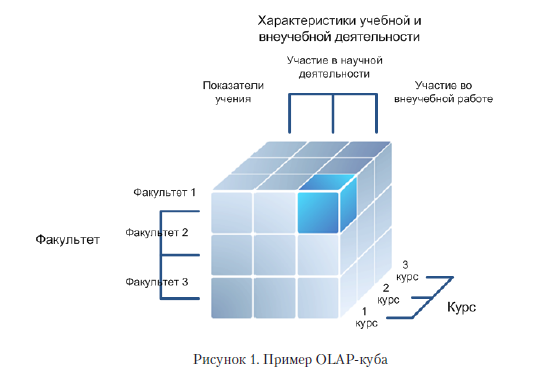 Характеристики учебной и
внеучебной деятельности
Участие в научной
деятельности
Показатели
учения
Участие во
внеучебной работе
Факультет 1
Факультет 2
Факультет 3
Факультет
3
курс
2
курс
1
курс
Курс
Рисунок 1. Пример OLAP-куба